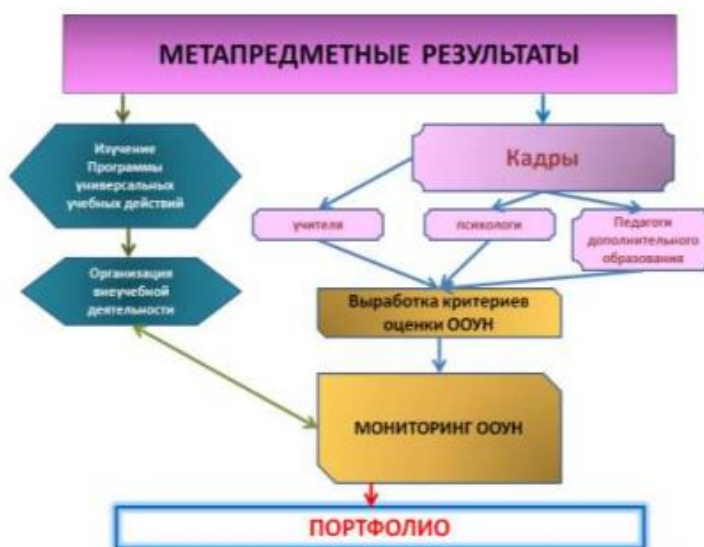 МЕТАПРЕДМЕТНЫЕ РЕЗУЛЬТАТЫ
Изучение
Программы
универсальных
учебных действий
Кадры
учителя
психологи
Педагоги
дополнительного
образования
Организация
внеучебной
деятельности
Выработка критериев
оценки ООУН
МОНИТОРИНГ ООУН
ПОРТФОЛИО